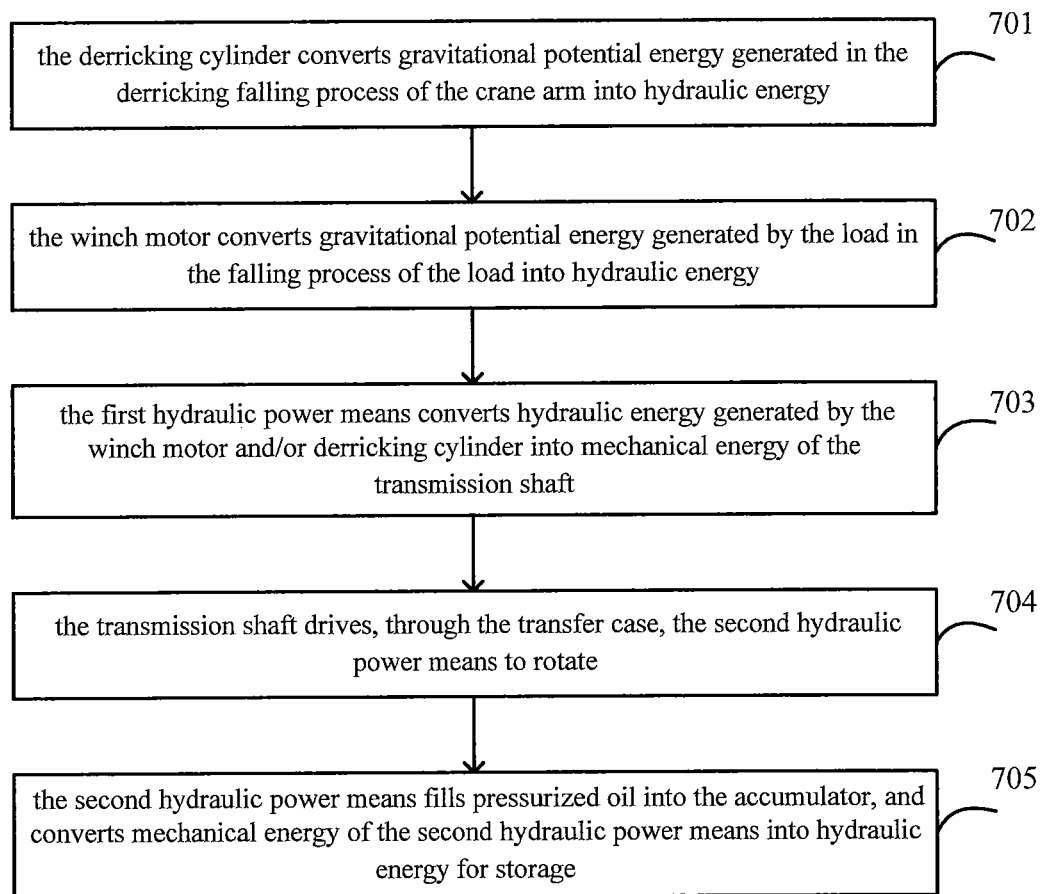 701
the derricking cylinder converts gravitational potential energy generated in the
derricking falling process of the crane arm into hydraulic energy
702
the winch motor converts gravitational potential energy generated by the load in
the falling process of the load into hydraulic energy
703
the first hydraulic power means converts hydraulic energy generated by the
winch motor and/or derricking cylinder into mechanical energy of the
transmission shaft
704
the transmission shaft drives, through the transfer case, the second hydraulic
power means to rotate
705
the second hydraulic power means fills pressurized oil into the accumulator, and
converts mechanical energy of the second hydraulic power means into hydraulic
energy for storage